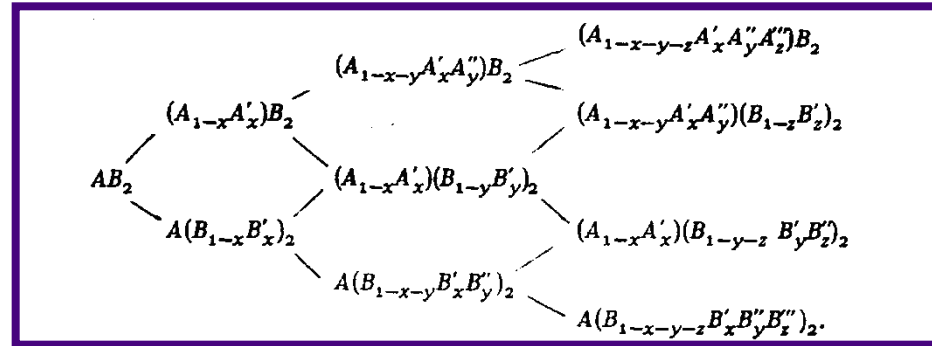 (A₁₋ₓ₋y₋zA′ₓA″yA‴z)B₂
(A₁₋ₓ₋yA′ₓA″y)B₂
(A₁₋ₓA′ₓ)B₂
(A₁₋ₓ₋yA′ₓA″y)(B₁₋zB′z)₂
AB₂
(A₁₋ₓA′ₓ)(B₁₋yB′y)₂
A(B₁₋ₓB′ₓ)₂
(A₁₋ₓA′ₓ)(B₁₋y₋z B′yB″z)₂
A(B₁₋ₓ₋yB′ₓB″y)₂
A(B₁₋ₓ₋y₋zB′ₓB″yB‴z)₂.